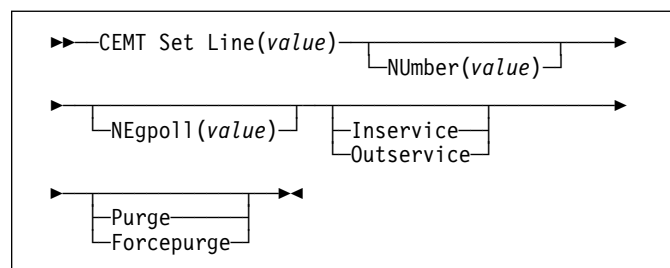 CEMT Set Line(value)
NUmber(value)
NEgpoll(value)
Inservice
Outservice
Purge
Forcepurge